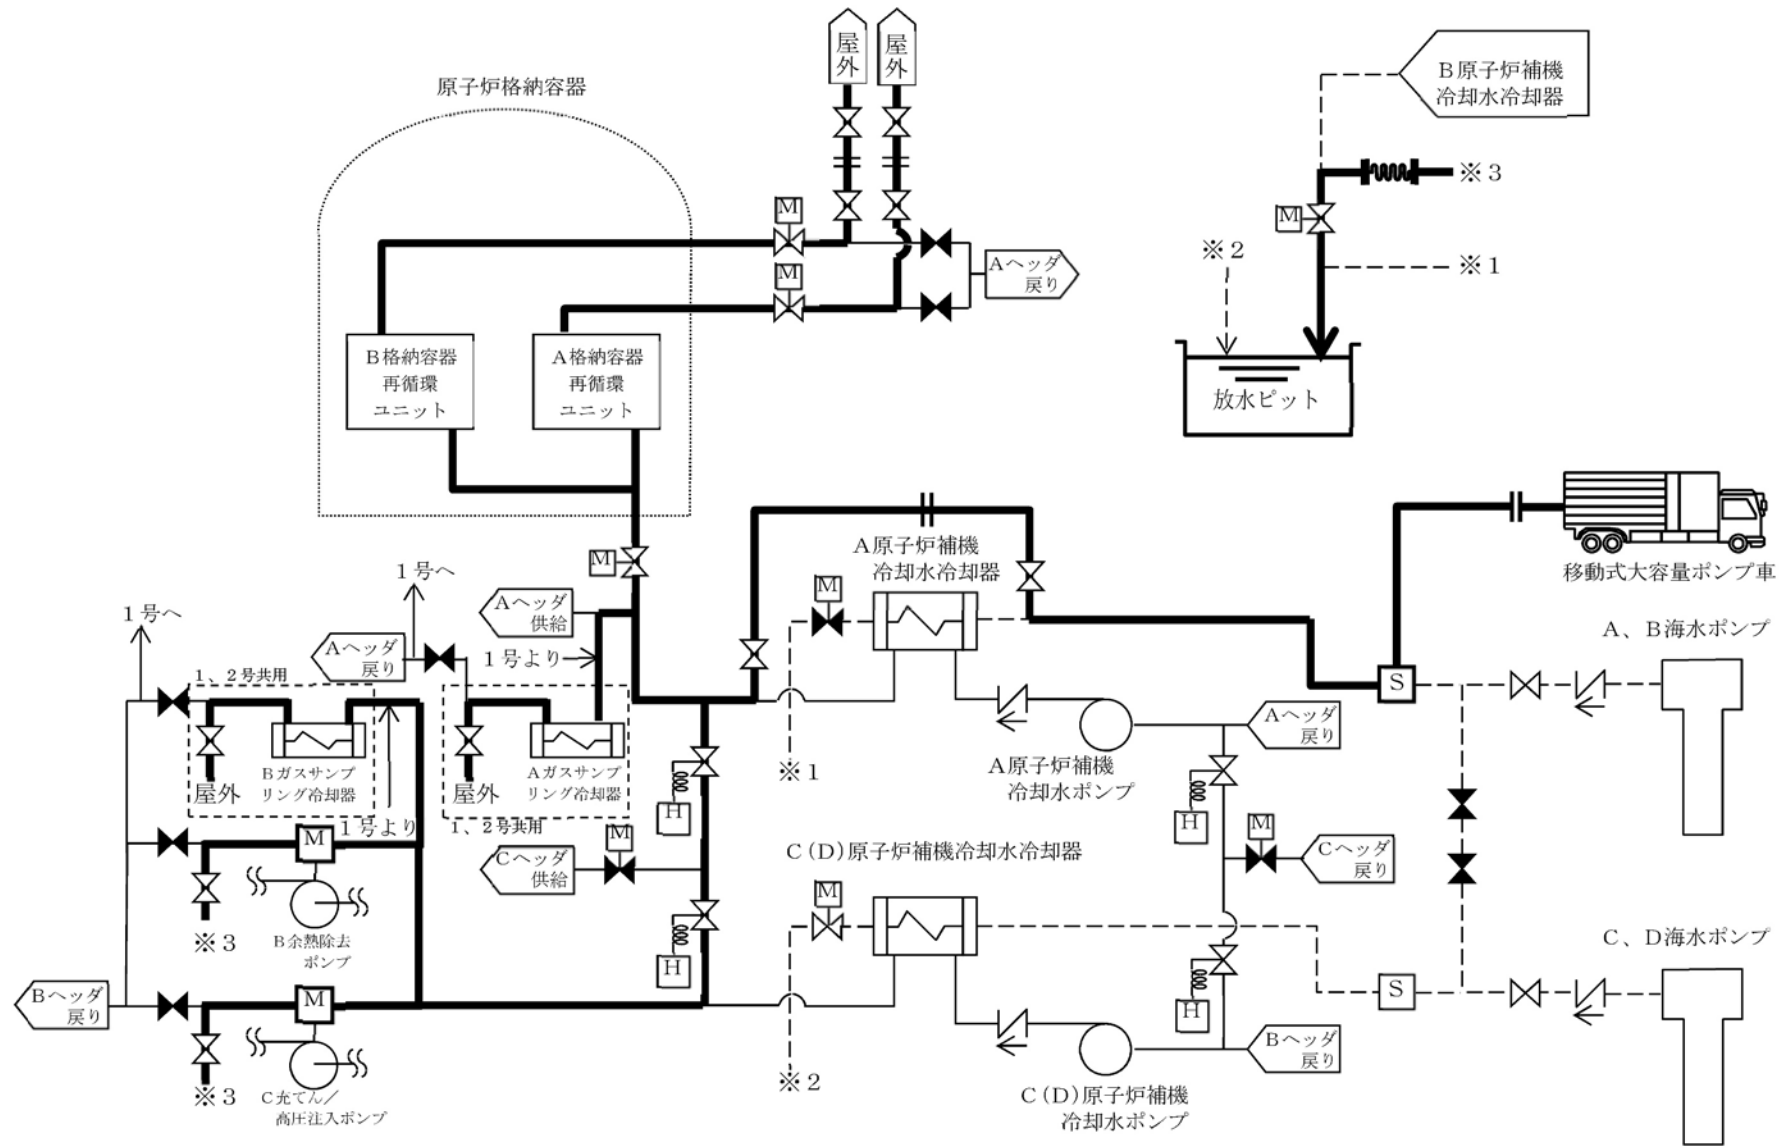 屋外
屋外
原子炉格納容器
B原子炉補機
冷却水冷却器
※3
M
※2
※1
M
M
Aヘッダ
戻り
B格納容器
再循環
ユニット
A格納容器
再循環
ユニット
放水ピット
移動式大容量ポンプ車
A原子炉補機
冷却水冷却器
M
1号へ
1号へ
Aヘッダ
供給
M
A、B海水ポンプ
Aヘッダ
戻り
1号より
1、2号共用
S
Aヘッダ
戻り
屋外
Bガスサンプ
リング冷却器
屋外
Aガスサンプ
リング冷却器
※1
A原子炉補機
冷却水ポンプ
H
H
1号より
1、2号共用
M
M
M
Cヘッダ
供給
C(D)原子炉補機冷却水冷却器
Cヘッダ
戻り
M
※3
B余熱除去
ポンプ
H
C、D海水ポンプ
Bヘッダ
戻り
M
S
H
Bヘッダ
戻り
※3
C充てん/
高圧注入ポンプ
※2
C(D)原子炉補機
冷却水ポンプ